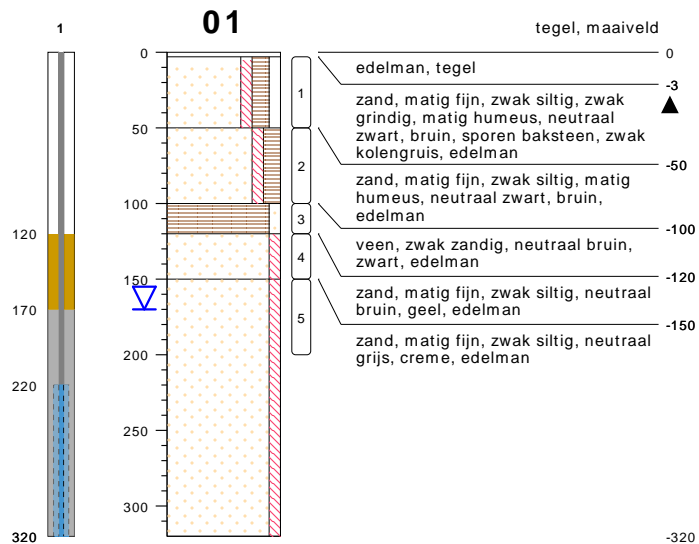 1
01
tegel, maaiveld
0
0
edelman, tegel
-3
1
zand, matig fijn, zwak siltig, zwak
grindig, matig humeus, neutraal
zwart, bruin, sporen baksteen, zwak
kolengruis, edelman
50
-50
2
zand, matig fijn, zwak siltig, matig
humeus, neutraal zwart, bruin,
edelman
100
-100
3
veen, zwak zandig, neutraal bruin,
zwart, edelman
120
-120
4
zand, matig fijn, zwak siltig, neutraal
bruin, geel, edelman
150
-150
170
5
zand, matig fijn, zwak siltig, neutraal
grijs, creme, edelman
200
220
250
300
320
-320